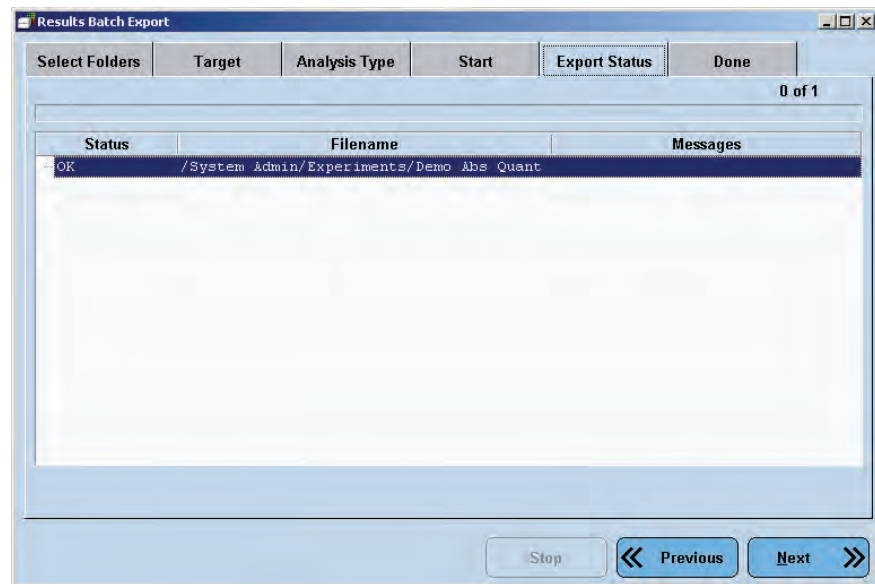 Results Batch Export
Select Folders Target Analysis Type Start Export Status Done
0 of 1
Status Filename Messages
OK /System Admin/Experiments/Demo Abs Quant
Stop Previous Next